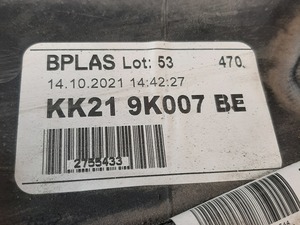 BPLAS Lot: 53 470
14.10.2021 14:42:27
KK21 9K007 BE
2755433